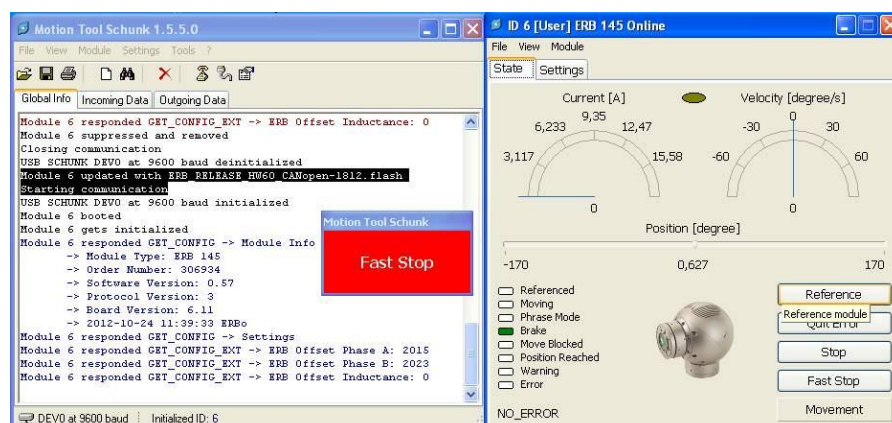 Motion Tool Schunk 1.5.5.0
File View Module Settings Tools ?
Global Info Incoming Data Outgoing Data
Module 6 responded GET_CONFIG_EXT -> ERB Offset Inductance: 0
Module 6 suppressed and removed
Closing communication
USB SCHUNK DEV0 at 9600 baud deinitialized
Module 6 updated with ERB_RELEASE_HW60_CANopen-1812.flash
Starting communication
USB SCHUNK DEV0 at 9600 baud initialized
Module 6 booted
Module 6 gets initialized
Module 6 responded GET_CONFIG -> Module Info
-> Module Type: ERB 145
-> Order Number: 306934
-> Software Version: 0.57
-> Protocol Version: 3
-> Board Version: 6.11
-> 2012-10-24 11:39:33 ERBo
Module 6 responded GET_CONFIG -> Settings
Module 6 responded GET_CONFIG_EXT -> ERB Offset Phase A: 2015
Module 6 responded GET_CONFIG_EXT -> ERB Offset Phase B: 2023
Module 6 responded GET_CONFIG_EXT -> ERB Offset Inductance: 0
DEV0 at 9600 baud Initialized ID: 6
Motion Tool Schunk
Fast Stop
ID 6 [User] ERB 145 Online
File View Module
State Settings
Current [A] Velocity [degree/s]
9,35 0
6,233 12,47 -30 30
3,117 15,58 -60 60
0 0
Position [degree]
-170 0,627 170
Referenced
Moving
Phrase Mode
Brake
Move Blocked
Position Reached
Warning
Error
NO_ERROR
Reference
Reference module
Quit Error
Stop
Fast Stop
Movement